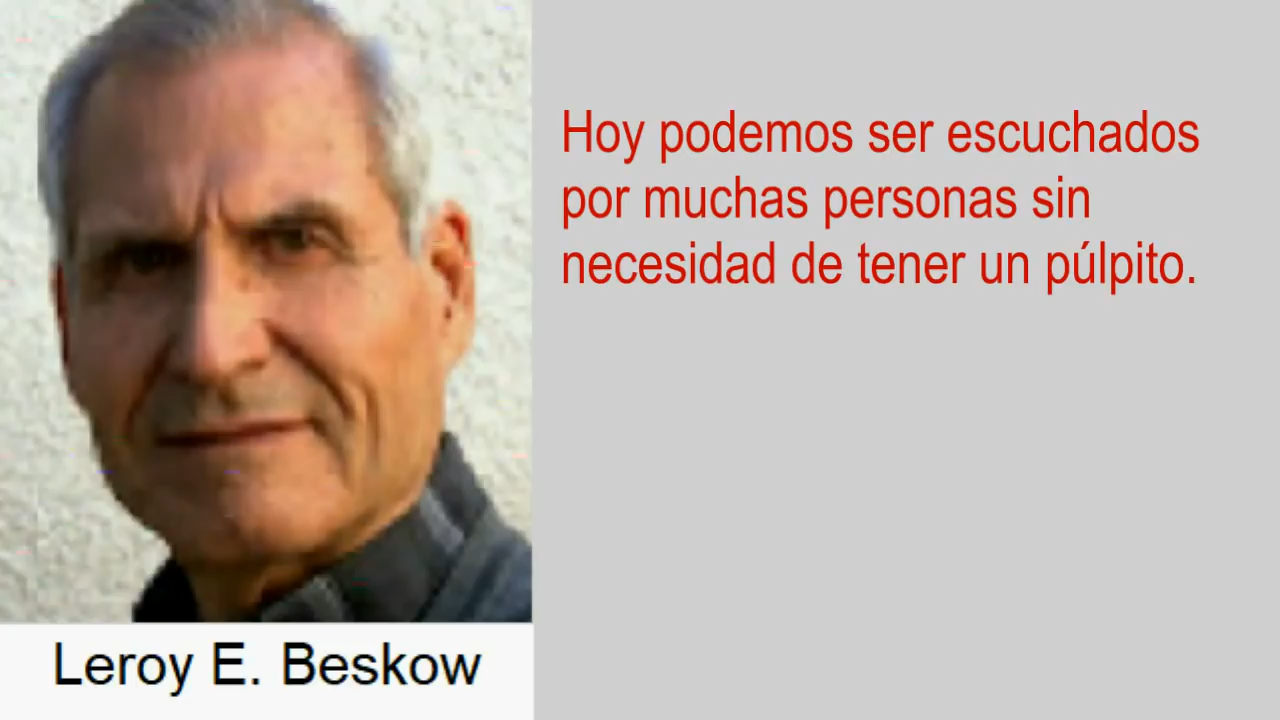 Hoy podemos ser escuchados
por muchas personas sin
necesidad de tener un púlpito.
Leroy E. Beskow